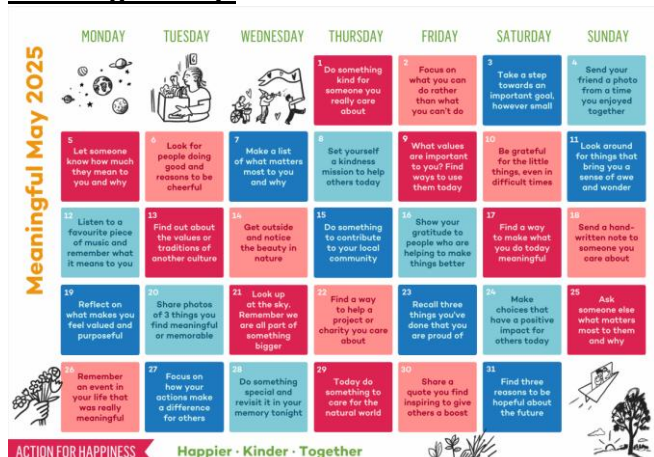 MONDAY TUESDAY WEDNESDAY THURSDAY FRIDAY SATURDAY SUNDAY
Meaningful May 2025
1 Do something
kind for
someone you
really care
about
2 Focus on
what you can
do rather
than what
you can't do
3 Take a step
towards an
important goal,
however small
4 Send your
friend a photo
from a time
you enjoyed
together
5 Let someone
know how much
they mean to
you and why
6 Look for
people doing
good and
reasons to be
cheerful
7 Make a list
of what matters
most to you
and why
8 Set yourself
a kindness
mission to help
others today
9 What values
are important
to you? Find
ways to use
them today
10 Be grateful
for the little
things, even in
difficult times
11 Look around
for things that
bring you a
sense of awe
and wonder
12 Listen to a
favourite piece
of music and
remember what
it means to you
13 Find out about
the values or
traditions of
another culture
14 Get outside
and notice
the beauty in
nature
15 Do something
to contribute
to your local
community
16 Show your
gratitude to
people who are
helping to make
things better
17 Find a way
to make what
you do today
meaningful
18 Send a hand-
written note to
someone you
care about
19 Reflect on
what makes you
feel valued and
purposeful
20 Share photos
of 3 things you
find meaningful
or memorable
21 Look up
at the sky.
Remember we
are all part of
something
bigger
22 Find a way
to help a
project or
charity you care
about
23 Recall three
things you've
done that you
are proud of
24 Make
choices that
have a positive
impact for
others today
25 Ask
someone else
what matters
most to them
and why
26 Remember
an event in
your life that
was really
meaningful
27 Focus on
how your
actions make
a difference
for others
28 Do something
special and
revisit it in your
memory tonight
29 Today do
something to
care for the
natural world
30 Share a
quote you find
inspiring to give
others a boost
31 Find three
reasons to be
hopeful about
the future
ACTION FOR HAPPINESS
Happier · Kinder · Together